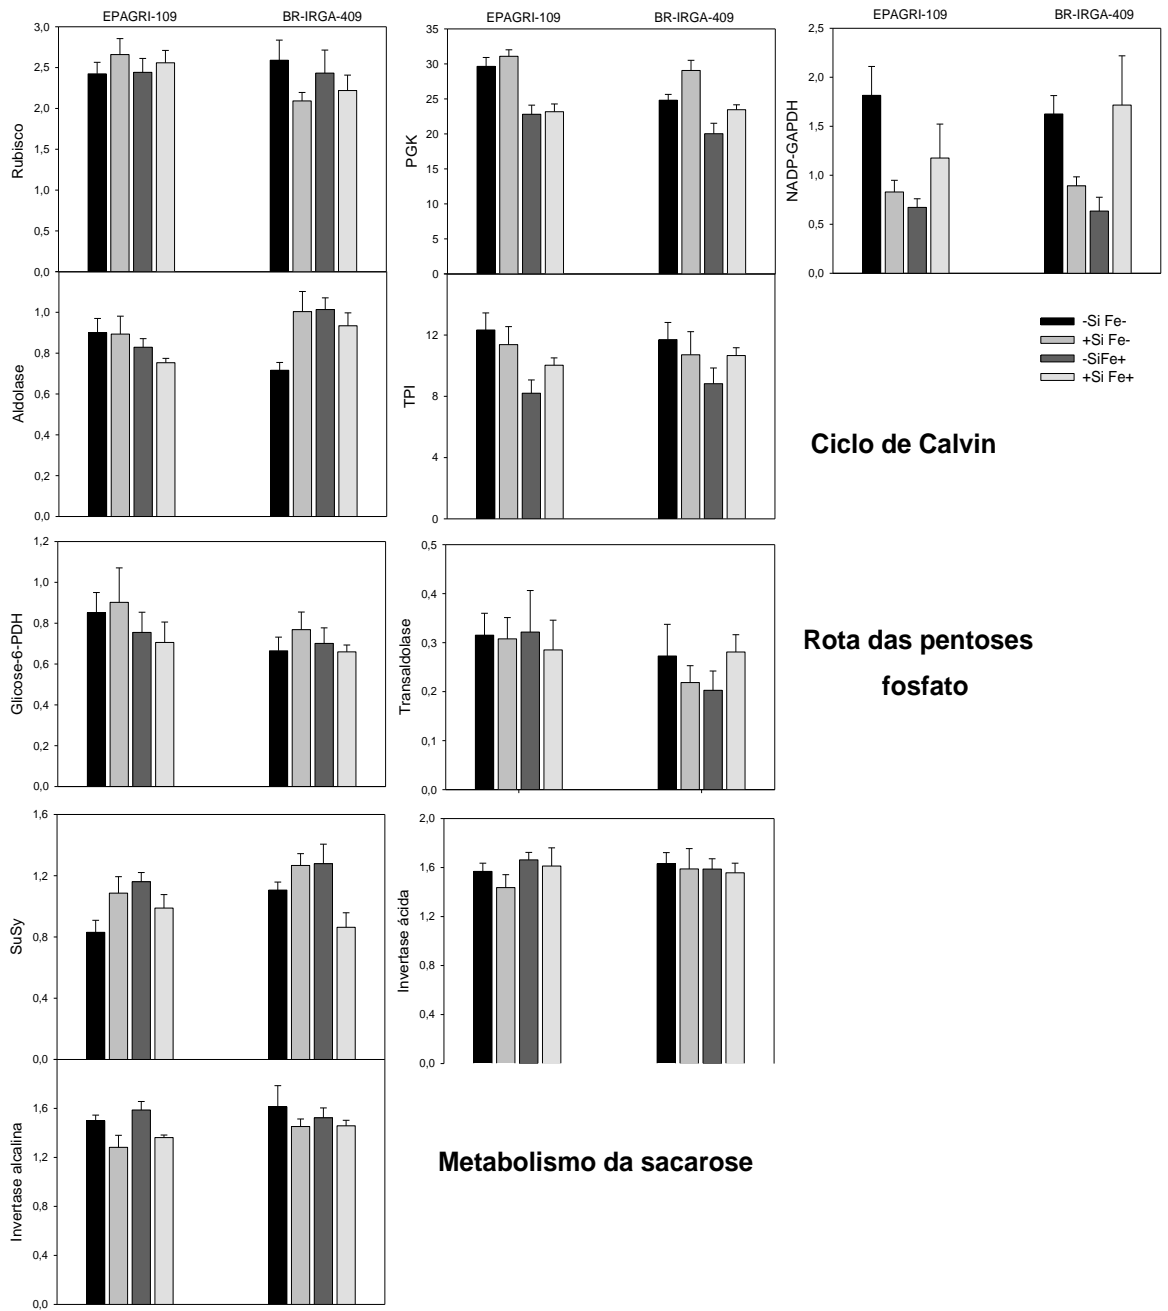 EPAGRI-109 BR-IRGA-409
3,0
2,5
2,0
1,5
1,0
0,5
0,0
Rubisco
EPAGRI-109 BR-IRGA-409
35
30
25
20
15
10
5
0
PGK
EPAGRI-109 BR-IRGA-409
2,5
2,0
1,5
1,0
0,5
0,0
NADP-GAPDH
1,0
0,8
0,6
0,4
0,2
0,0
Aldolase
12
8
4
0
TPI
-Si Fe-
+Si Fe-
-SiFe+
+Si Fe+
Ciclo de Calvin
1,2
1,0
0,8
0,6
0,4
0,2
0,0
Glicose-6-PDH
0,5
0,4
0,3
0,2
0,1
0,0
Transaldolase
Rota das pentoses
fosfato
1,6
1,2
0,8
0,4
0,0
SuSy
2,0
1,6
1,2
0,8
0,4
0,0
Invertase ácida
1,6
1,2
0,8
0,4
0,0
Invertase alcalina
Metabolismo da sacarose